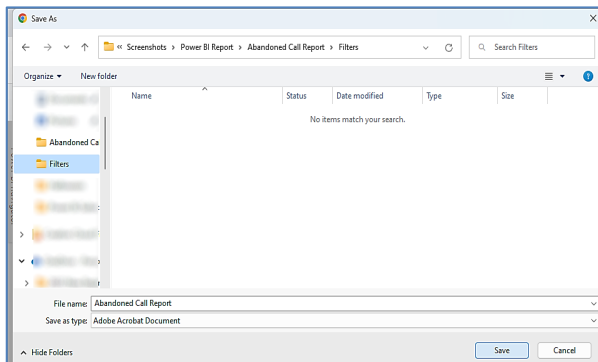 Save As
« Screenshots > Power BI Report > Abandoned Call Report > Filters
Search Filters
Organize
New folder
Name Status Date modified Type Size
No items match your search.
Abandoned Ca
Filters
File name: Abandoned Call Report
Save as type: Adobe Acrobat Document
Hide Folders
Save Cancel